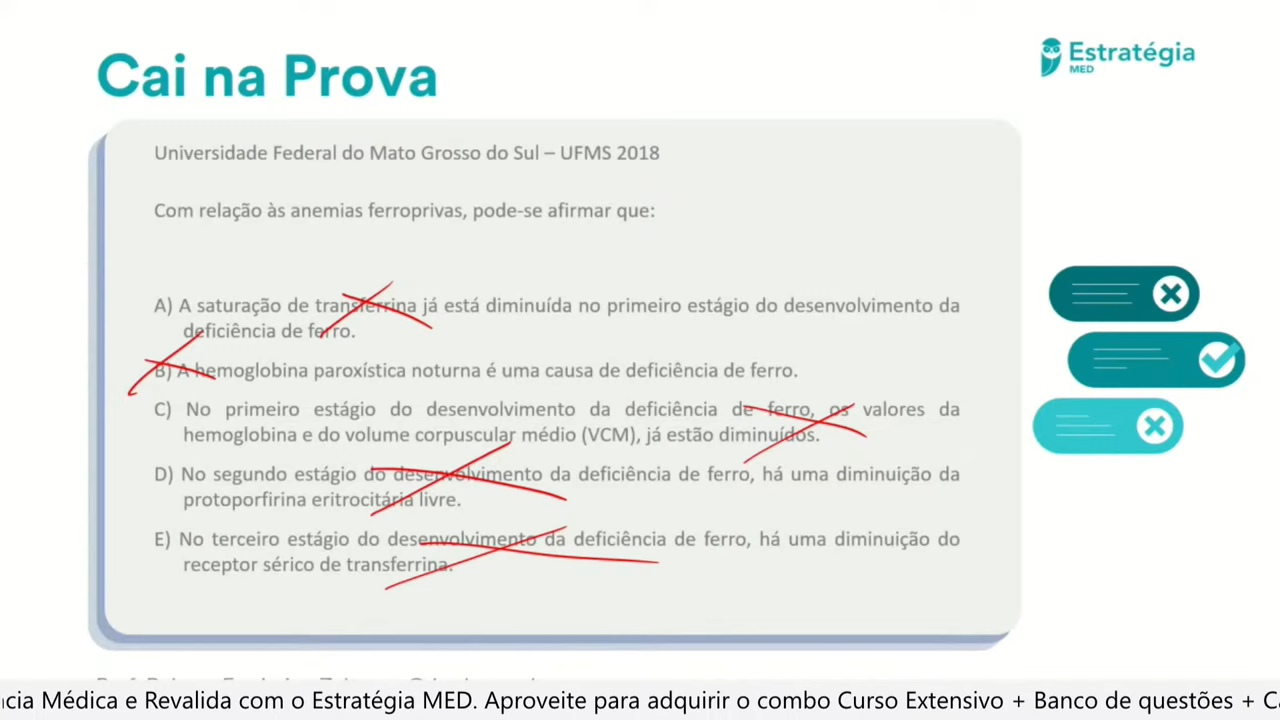 Cai na Prova
Estratégia
MED
Universidade Federal do Mato Grosso do Sul – UFMS 2018
Com relação às anemias ferroprivas, pode-se afirmar que:
A) A saturação de transferrina já está diminuída no primeiro estágio do desenvolvimento da
deficiência de ferro.
B) A hemoglobina paroxística noturna é uma causa de deficiência de ferro.
C) No primeiro estágio do desenvolvimento da deficiência de ferro, os valores da
hemoglobina e do volume corpuscular médio (VCM), já estão diminuídos.
D) No segundo estágio do desenvolvimento da deficiência de ferro, há uma diminuição da
protoporfirina eritrocitária livre.
E) No terceiro estágio do desenvolvimento da deficiência de ferro, há uma diminuição do
receptor sérico de transferrina.
Médica e Revalida com o Estratégia MED. Aproveite para adquirir o combo Curso Extensivo + Banco de questões +